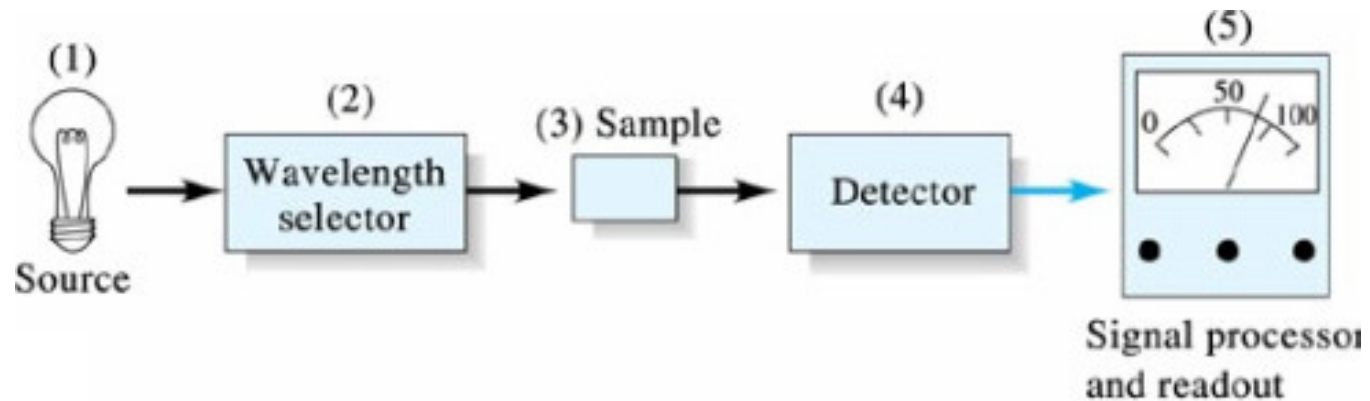 (1)
Source
(2)
Wavelength
selector
(3) Sample
(4)
Detector
(5)
0
50
100
Signal processor
and readout